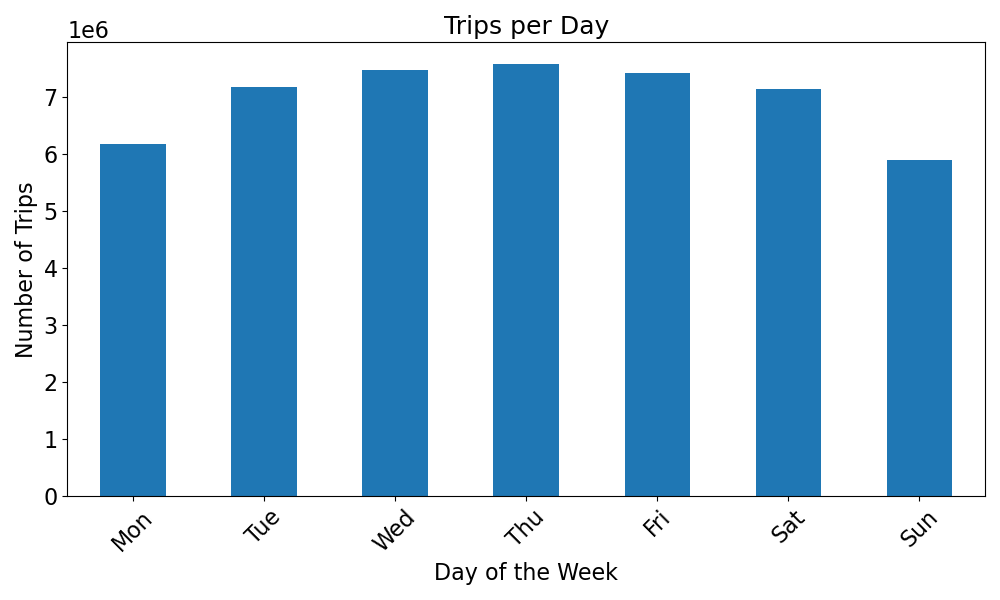 Trips per Day
1e6
Number of Trips
7
6
5
4
3
2
1
0
Mon Tue Wed Thu Fri Sat Sun
Day of the Week